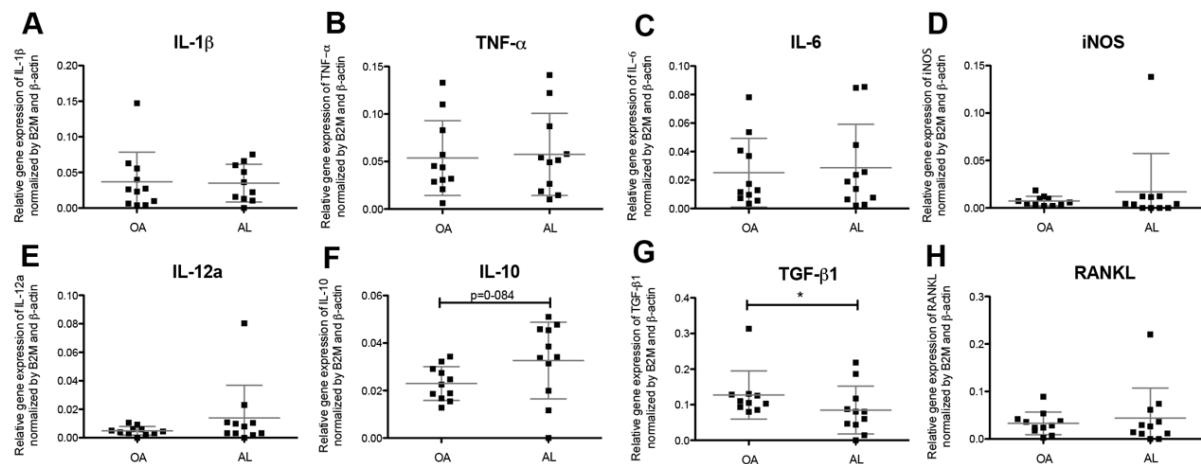 A
IL-1β
Relative gene expression of IL-1β
normalized by B2M and β-actin
0.20
0.15
0.10
0.05
0.00
OA
AL
B
TNF-α
Relative gene expression of TNF-α
normalized by B2M and β-actin
0.15
0.10
0.05
0.00
OA
AL
C
IL-6
Relative gene expression of IL-6
normalized by B2M and β-actin
0.10
0.08
0.06
0.04
0.02
0.00
OA
AL
D
iNOS
Relative gene expression of iNOS
normalized by B2M and β-actin
0.15
0.10
0.05
0.00
OA
AL
E
IL-12a
Relative gene expression of IL-12a
normalized by B2M and β-actin
0.10
0.08
0.06
0.04
0.02
0.00
OA
AL
F
IL-10
Relative gene expression of IL-10
normalized by B2M and β-actin
0.06
0.04
0.02
0.00
p=0-084
OA
AL
G
TGF-β1
Relative gene expression of TGF-β1
normalized by B2M and β-actin
0.4
0.3
0.2
0.1
0.0
*
OA
AL
H
RANKL
Relative gene expression of RANKL
normalized by B2M and β-actin
0.3
0.2
0.1
0.0
OA
AL